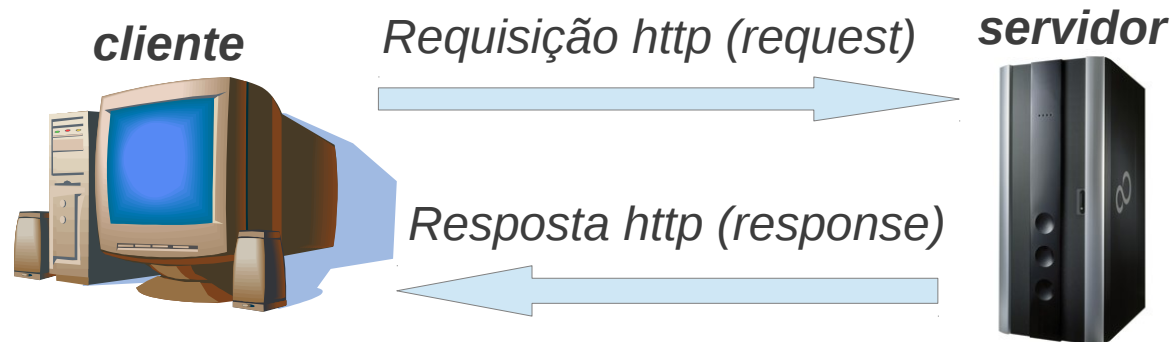 cliente
Requisição http (request)
servidor
Resposta http (response)